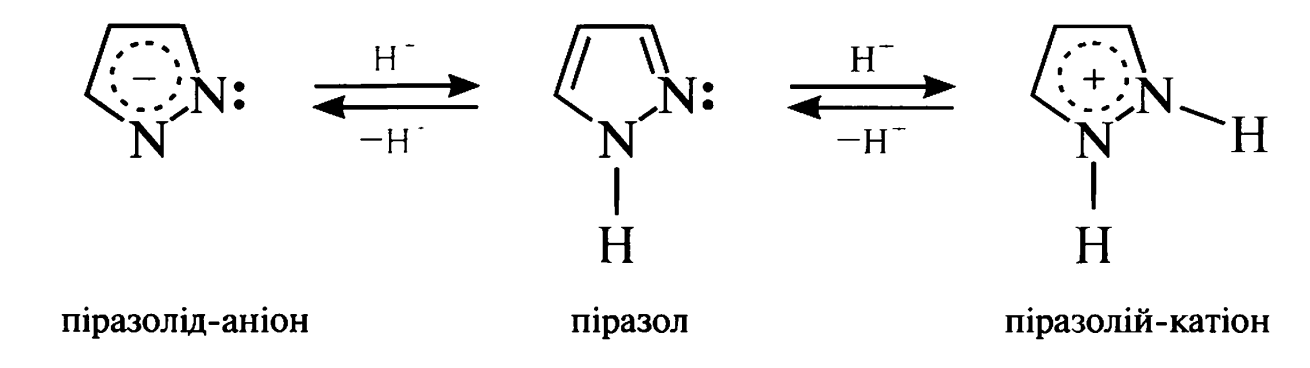 H⁺ H⁺
− N: −H⁺ N: −H⁺ + N
N N N H
H H
піразолід-аніон піразол піразолій-катіон